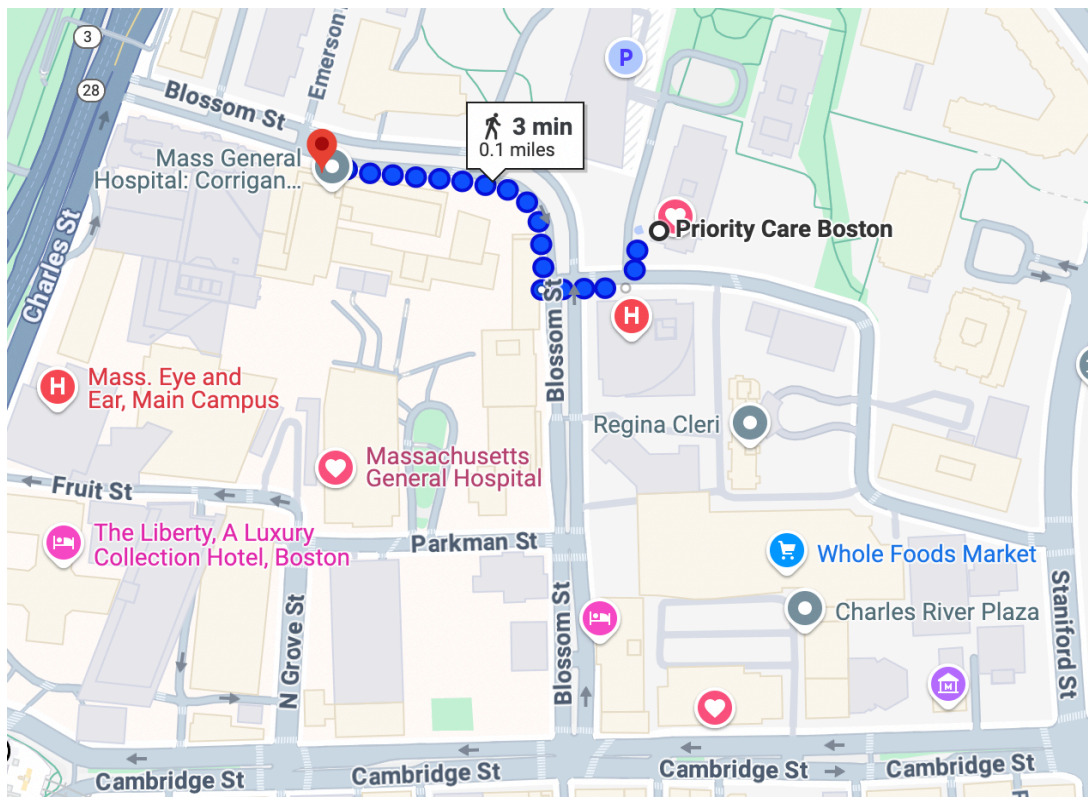 3
28
Blossom St
Emerson
P
3 min
0.1 miles
Mass General
Hospital: Corrigan...
Charles St
Priority Care Boston
H
Blossom St
H
Mass. Eye and
Ear, Main Campus
Regina Cleri
Massachusetts
General Hospital
Fruit St
The Liberty, A Luxury
Collection Hotel, Boston
Parkman St
Whole Foods Market
Charles River Plaza
Staniford St
N Grove St
Blossom St
M
Cambridge St
Cambridge St
Cambridge St
Cambridge St